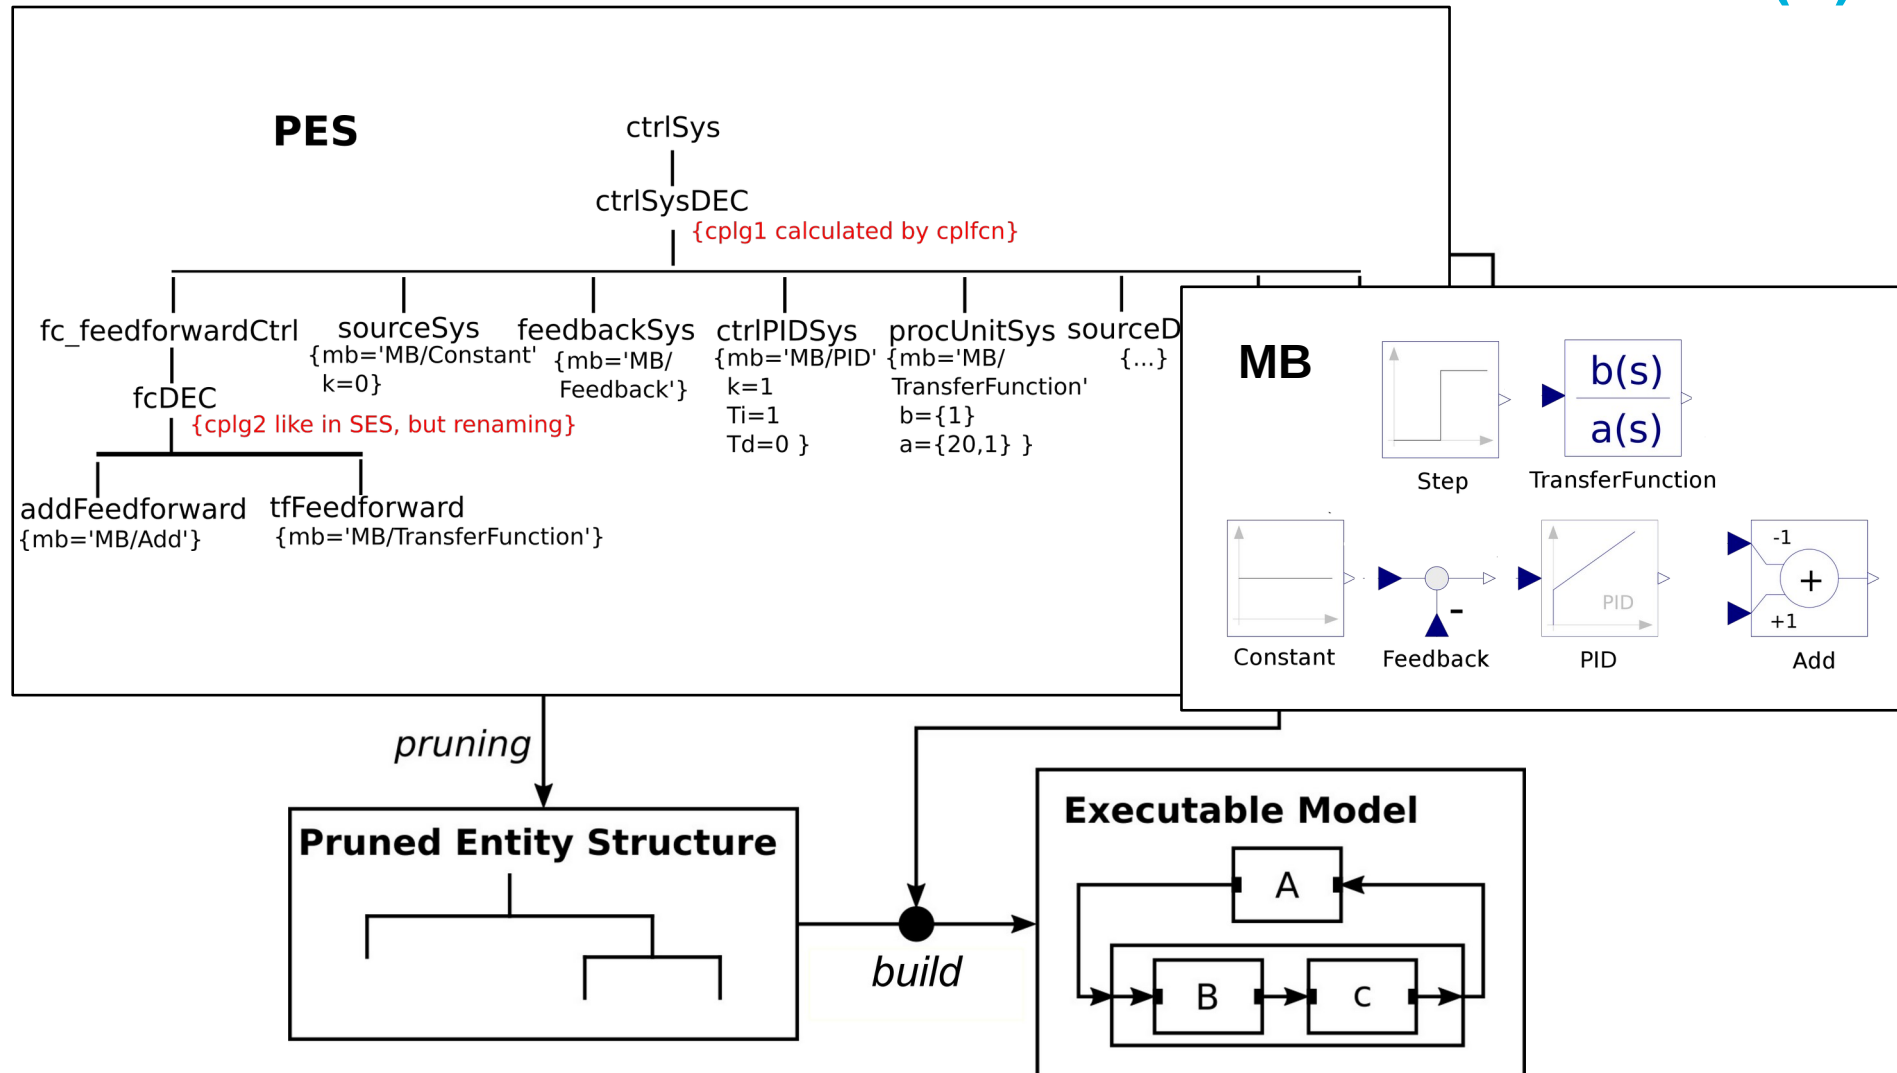 PES
ctrlSys
ctrlSysDEC
{cplg1 calculated by cplfcn}
fc_feedforwardCtrl
sourceSys
{mb='MB/Constant'
k=0}
feedbackSys
{mb='MB/
Feedback'}
ctrlPIDSys
{mb='MB/PID'
k=1
Ti=1
Td=0 }
procUnitSys
{mb='MB/
TransferFunction'
b={1}
a={20,1} }
sourceD
{...}
fcDEC
{cplg2 like in SES, but renaming}
addFeedforward
{mb='MB/Add'}
tfFeedforward
{mb='MB/TransferFunction'}
MB
Step
b(s)
a(s)
TransferFunction
Constant
-
Feedback
PID
PID
-1
+
+1
Add
pruning
Pruned Entity Structure
build
Executable Model
A
B
c